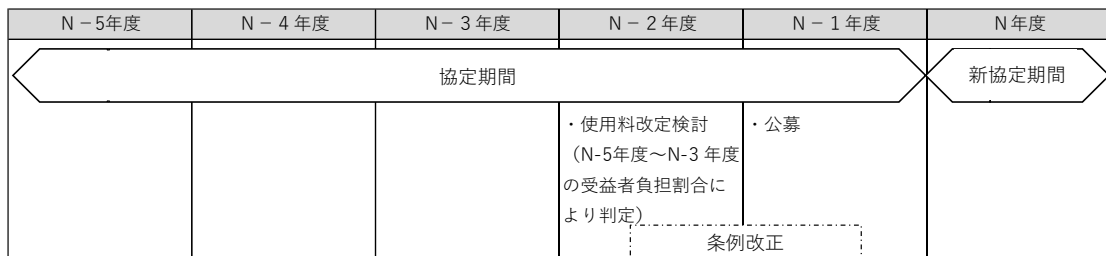 N－5年度 N－4年度 N－3年度 N－2年度 N－1年度 N年度
協定期間 新協定期間
・使用料改定検討
（N-5年度～N-3 年度
の受益者負担割合に
より判定）
・公募
条例改正